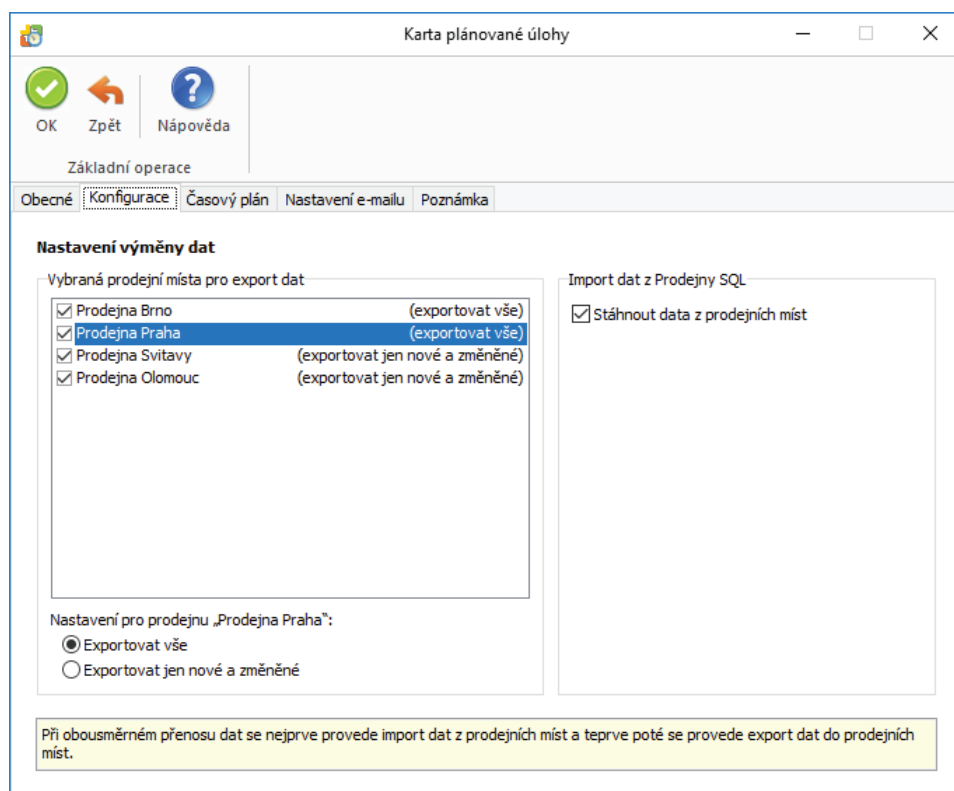 Karta plánované úlohy
OK
Zpět
Nápověda
Základní operace
Obecné
Konfigurace
Časový plán
Nastavení e-mailu
Poznámka
Nastavení výměny dat
Vybraná prodejní místa pro export dat
Prodejna Brno (exportovat vše)
Prodejna Praha (exportovat vše)
Prodejna Svitavy (exportovat jen nové a změněné)
Prodejna Olomouc (exportovat jen nové a změněné)
Nastavení pro prodejnu „Prodejna Praha“:
Exportovat vše
Exportovat jen nové a změněné
Import dat z Prodejny SQL
Stáhnout data z prodejních míst
Při obousměrném přenosu dat se nejprve provede import dat z prodejních míst a teprve poté se provede export dat do prodejních
míst.